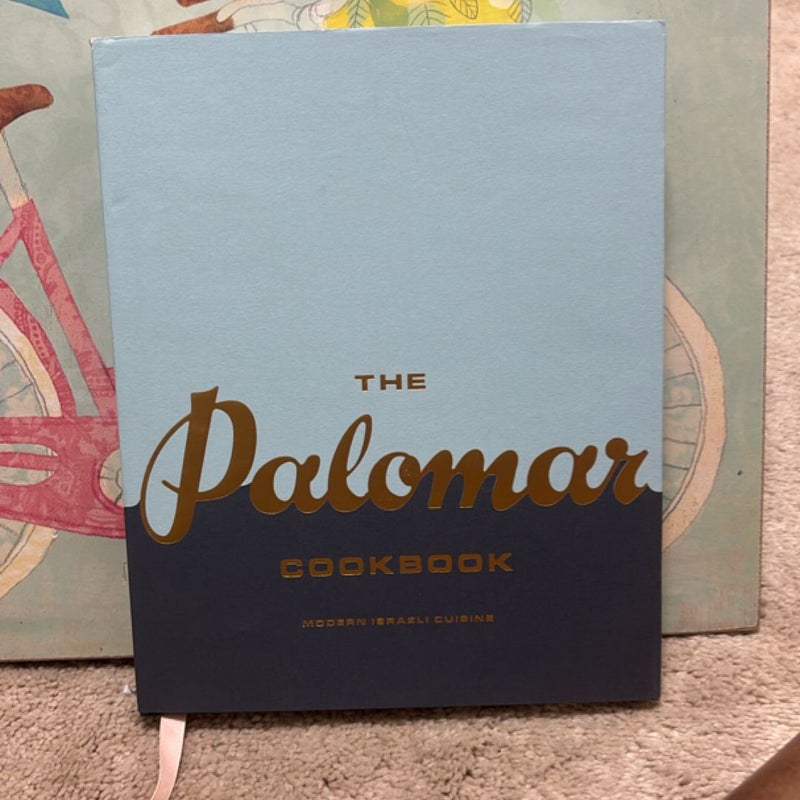 THE
Palomar
COOKBOOK
MODERN ISRAELI CUISINE